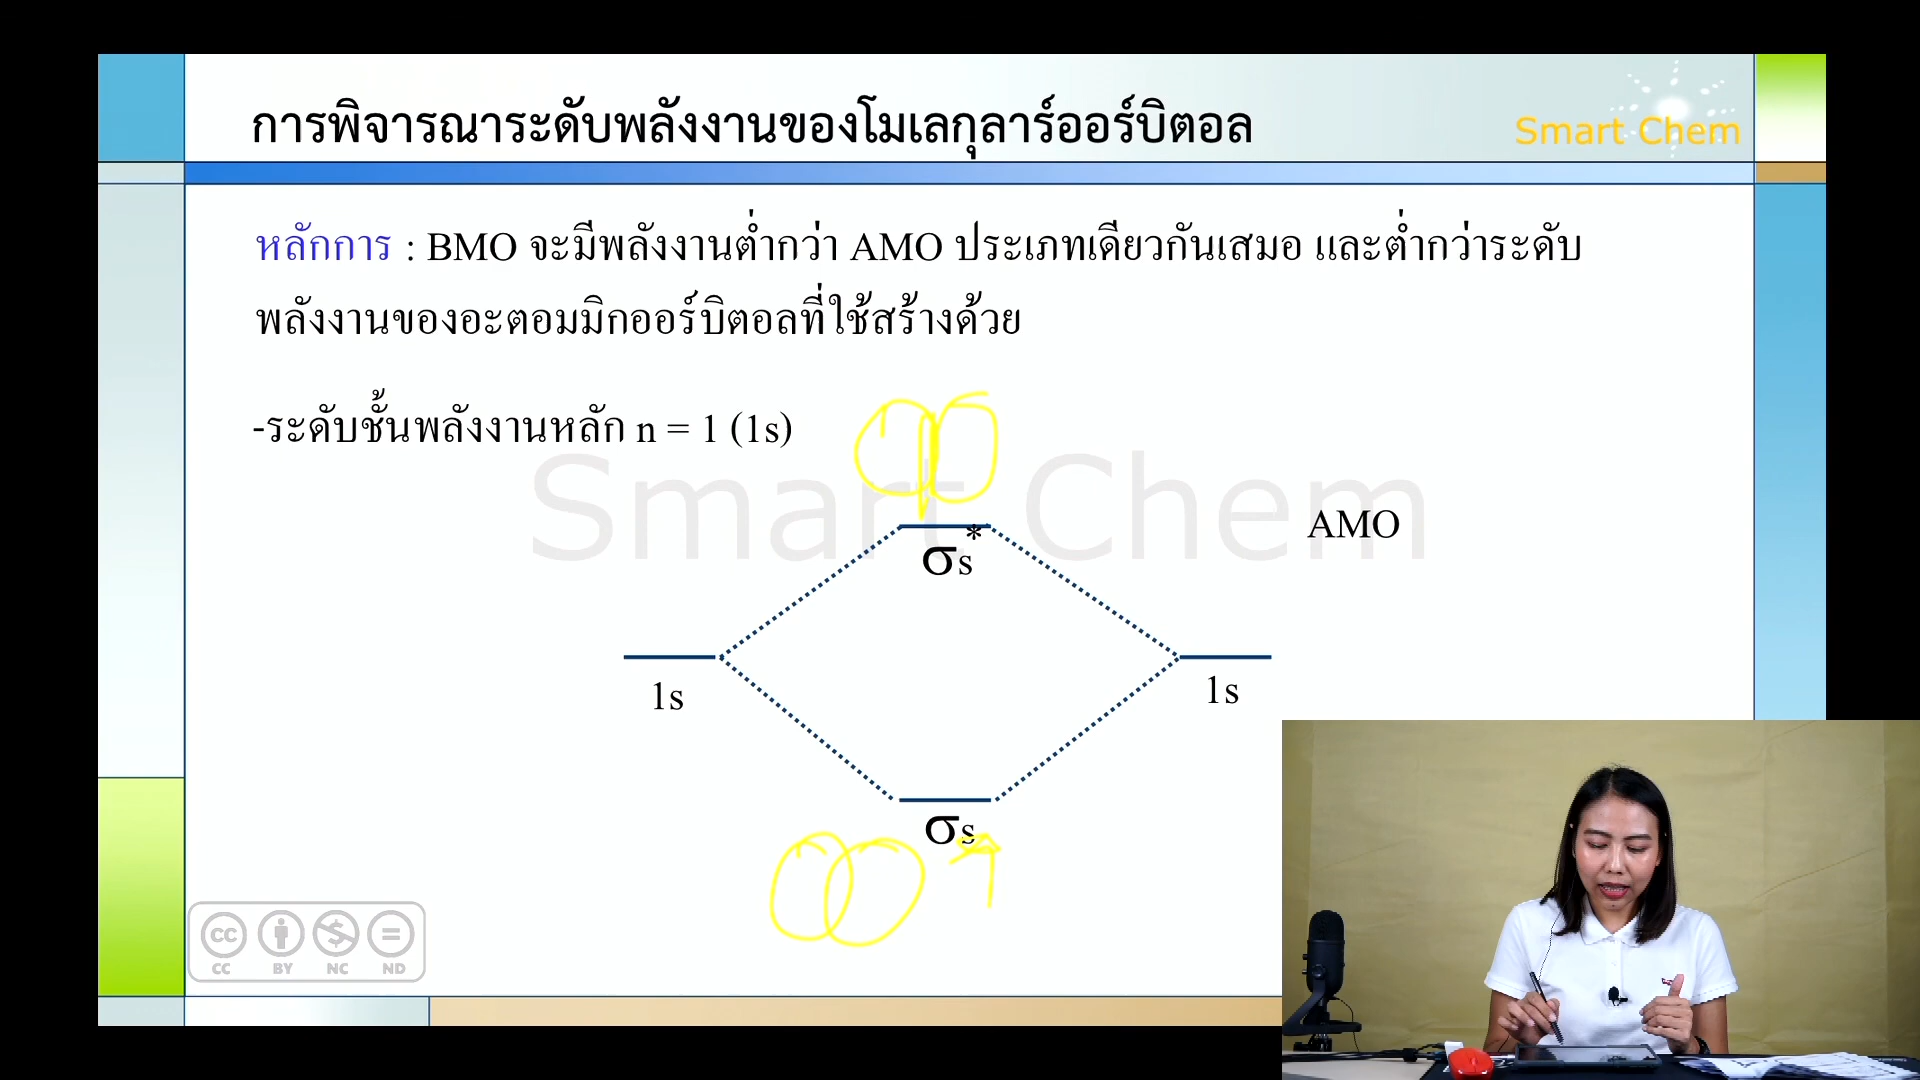 การพิจารณาระดับพลังงานของโมเลกุลาร์ออร์บิตอล
Smart Chem
หลักการ : BMO จะมีพลังงานต่ำกว่า AMO ประเภทเดียวกันเสมอ และต่ำกว่าระดับ
พลังงานของอะตอมมิกออร์บิตอลที่ใช้สร้างด้วย
-ระดับชั้นพลังงานหลัก n = 1 (1s)
Smart Chem
AMO
σs*
1s
1s
σs
CC BY NC ND